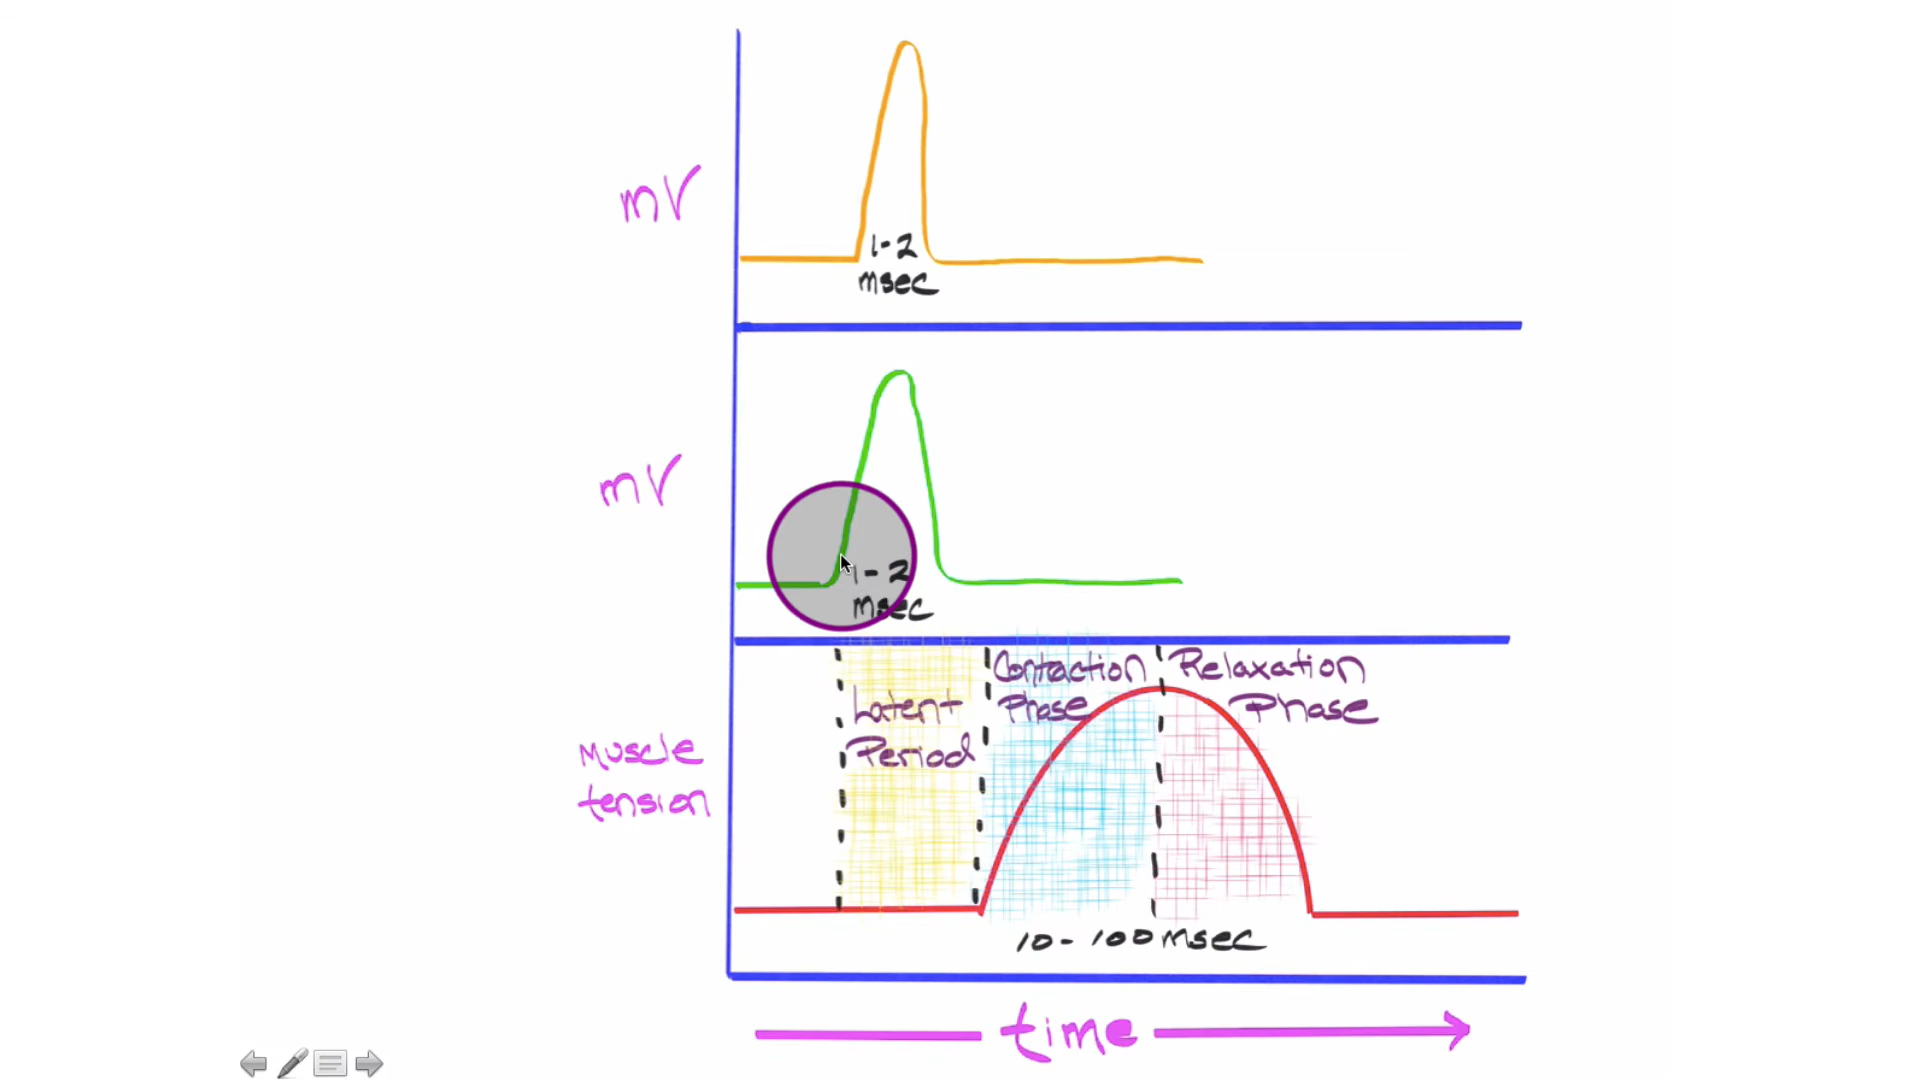 mV
1-2
msec
mV
1-2
msec
Muscle
tension
Latent
Period
Contraction
Phase
Relaxation
Phase
10-100 msec
time